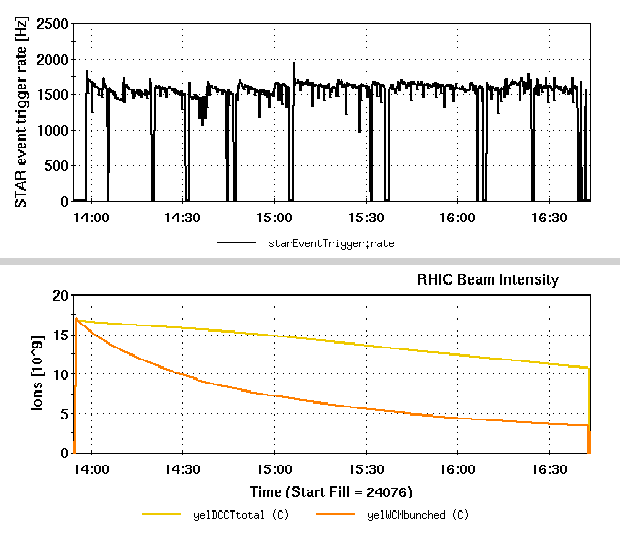 2500
2000
1500
1000
500
0
STAR event trigger rate [Hz]
14:00 14:30 15:00 15:30 16:00 16:30
starEventTrigger;rate
RHIC Beam Intensity
20
15
10
5
0
Ions [10^9]
14:00 14:30 15:00 15:30 16:00 16:30
Time (Start Fill = 24076)
yelDCCTtotal (C) yelWCMbunched (C)